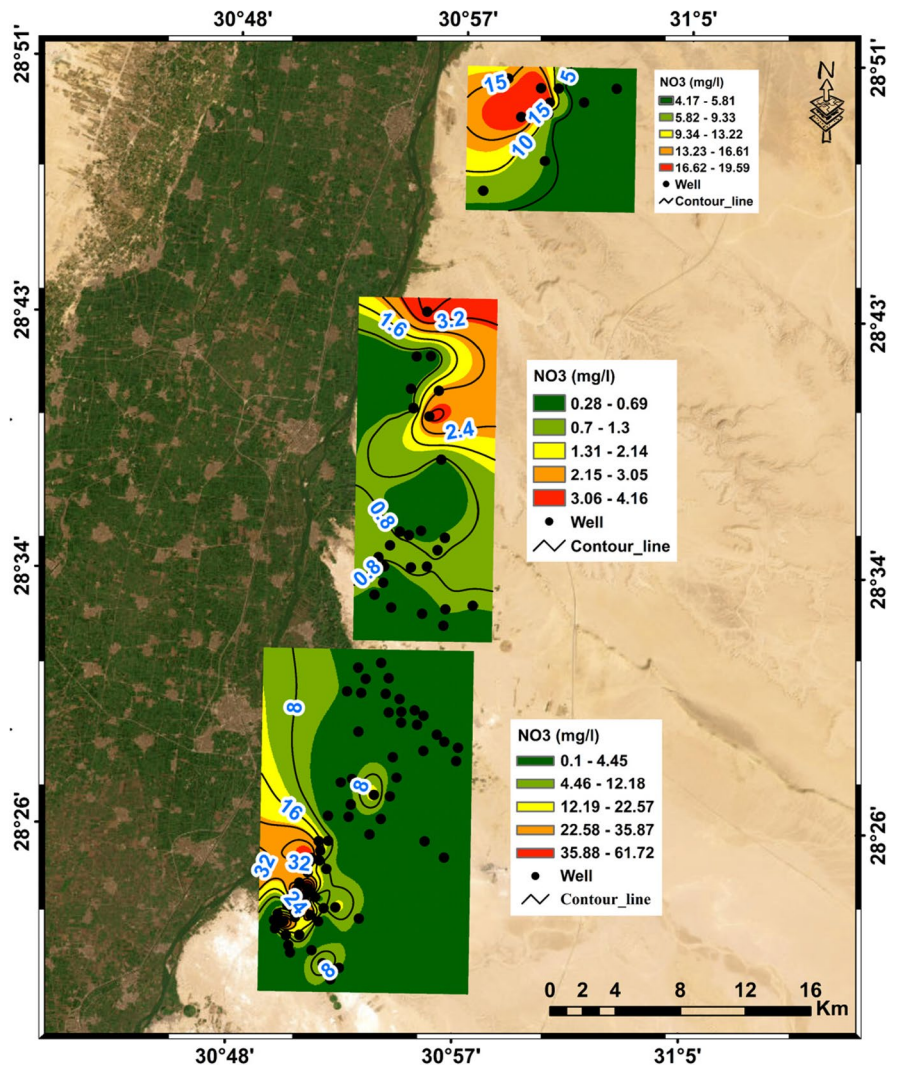 30°48' 30°57' 31°5'
28°51' 28°51'
N
15 5
15
10
NO3 (mg/l)
4.17 - 5.81
5.82 - 9.33
9.34 - 13.22
13.23 - 16.61
16.62 - 19.59
Well
Contour_line
28°43' 28°43'
1.6 3.2
2.4
0.8
0.8
NO3 (mg/l)
0.28 - 0.69
0.7 - 1.3
1.31 - 2.14
2.15 - 3.05
3.06 - 4.16
Well
Contour_line
28°34' 28°34'
8
8
16
32 32
24
8
NO3 (mg/l)
0.1 - 4.45
4.46 - 12.18
12.19 - 22.57
22.58 - 35.87
35.88 - 61.72
Well
Contour_line
28°26' 28°26'
0 2 4 8 12 16
Km
30°48' 30°57' 31°5'